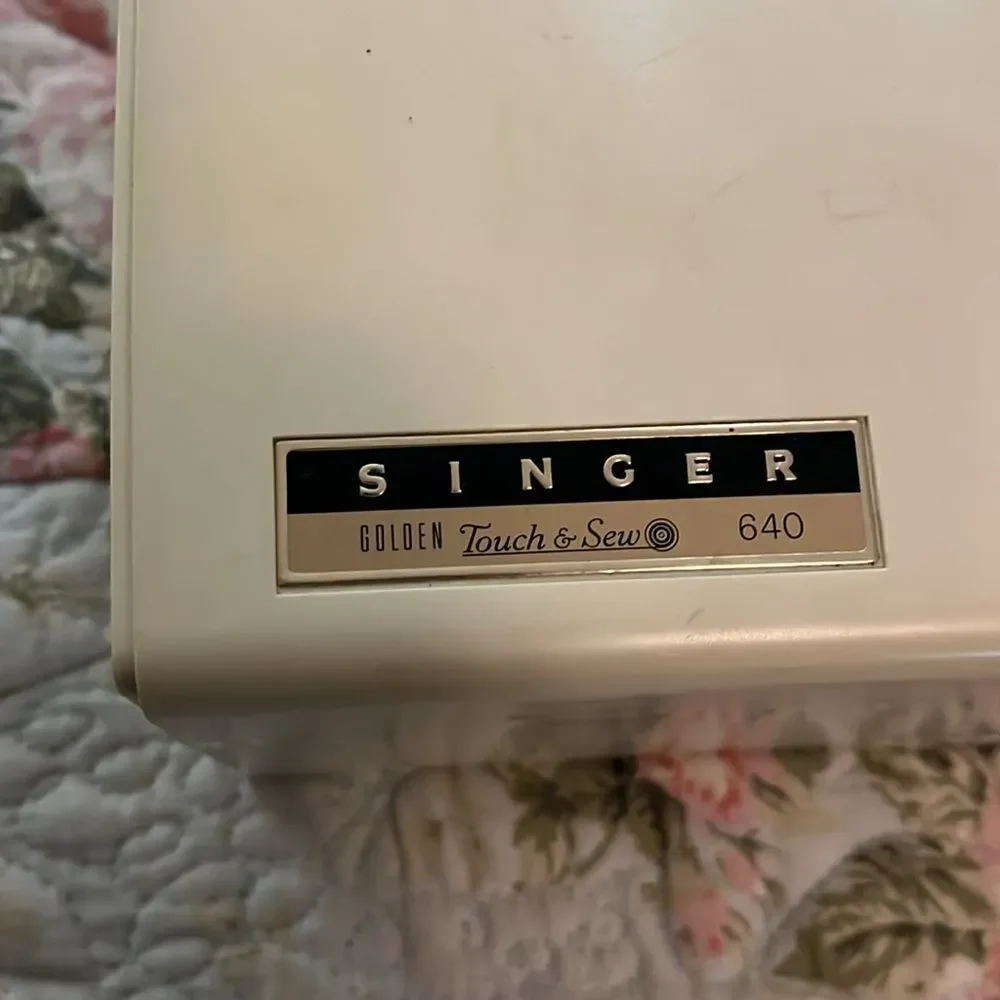 SINGER
GOLDEN Touch & Sew 640